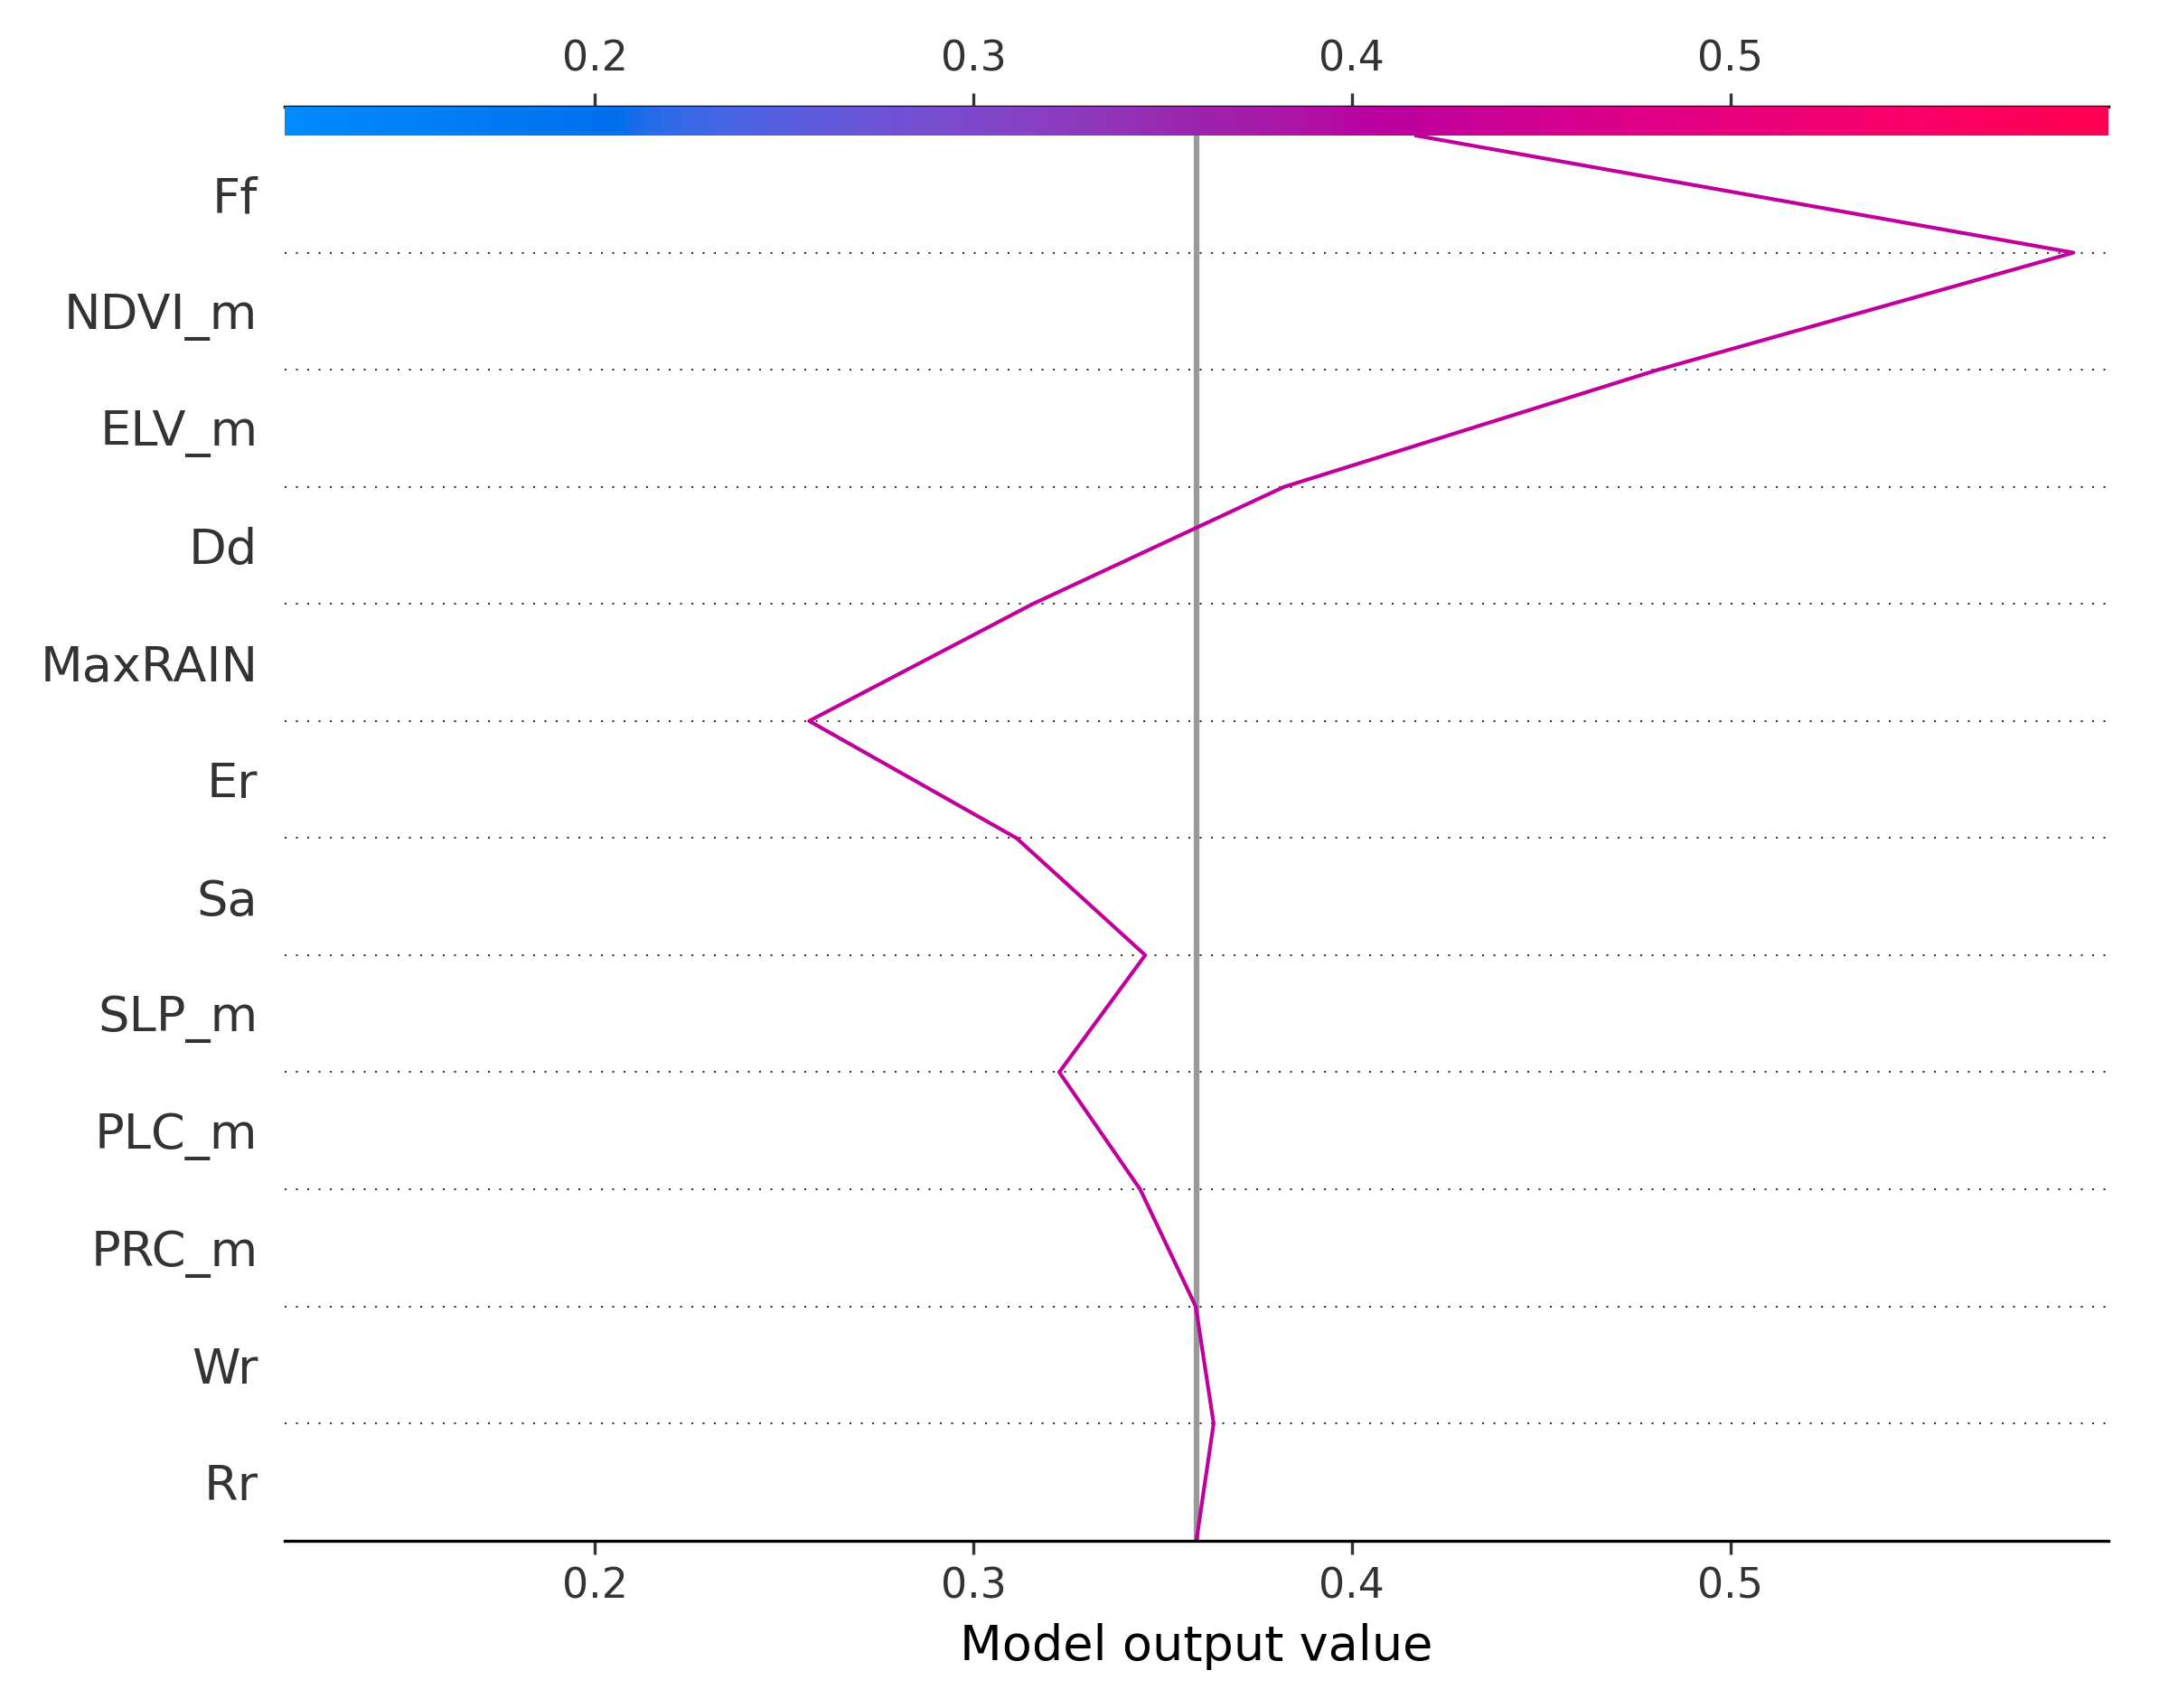 0.2 0.3 0.4 0.5
Ff
NDVI_m
ELV_m
Dd
MaxRAIN
Er
Sa
SLP_m
PLC_m
PRC_m
Wr
Rr
0.2 0.3 0.4 0.5
Model output value